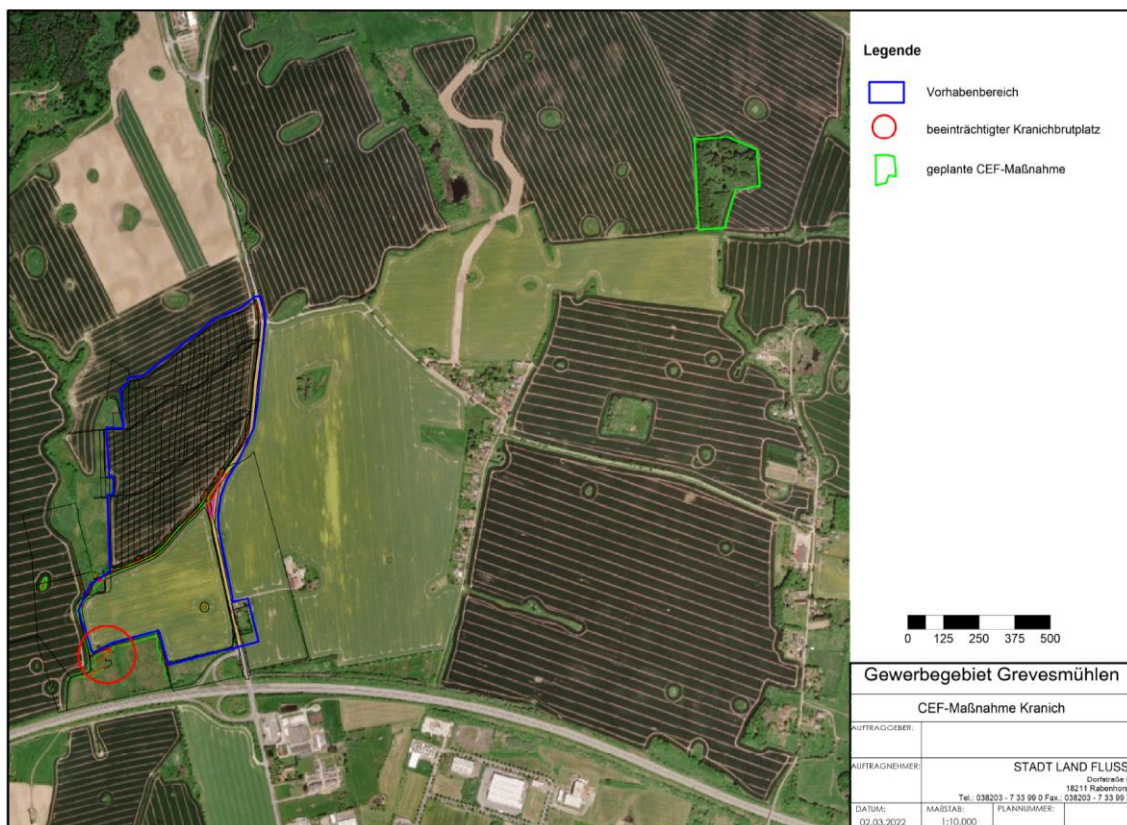 Legende
Vorhabenbereich
beeinträchtigter Kranichbrutplatz
geplante CEF-Maßnahme
0 125 250 375 500
Gewerbegebiet Grevesmühlen
CEF-Maßnahme Kranich
AUFTRAGGEBER:
AUFTRAGNEHMER:
STADT LAND FLUSS
Dorfstraße
18211 Rabenhors
Tel.: 038203 - 7 33 99 0 Fax.: 038203 - 7 33 99
DATUM: MAßSTAB: PLANNUMMER:
02.03.2022 1:10.000